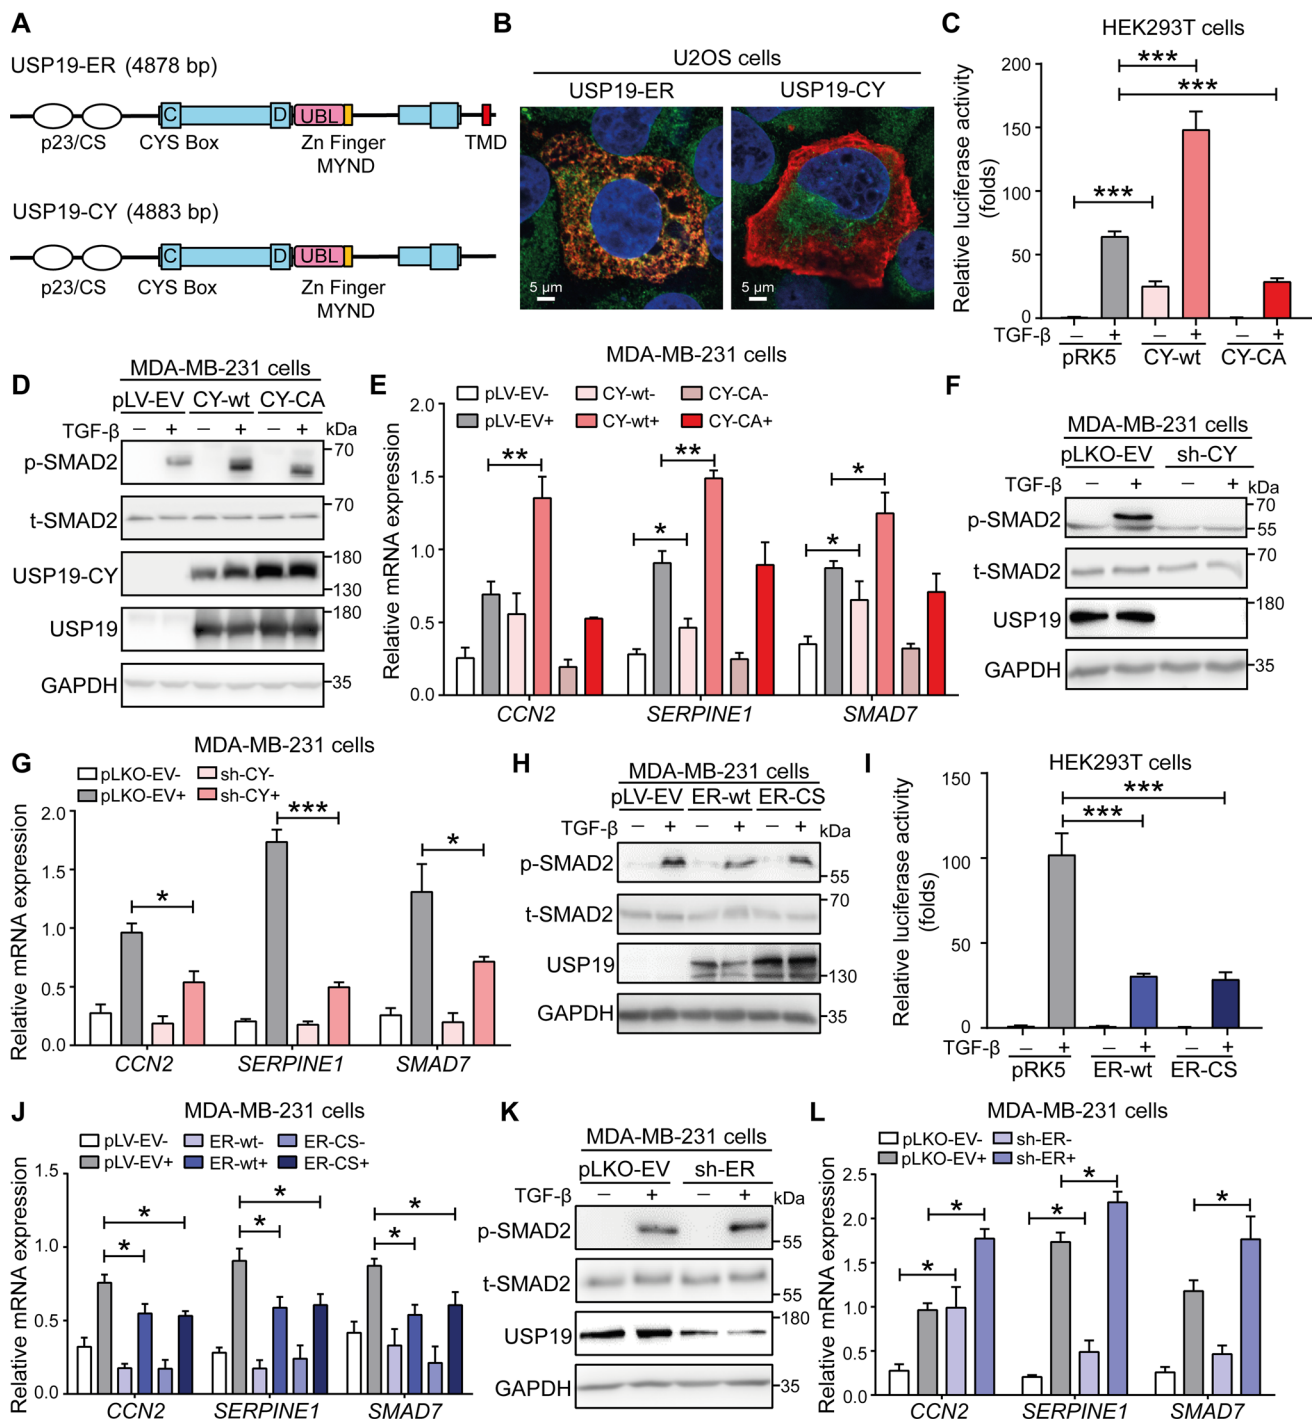 A
USP19-ER (4878 bp)
C
D
UBL
p23/CS
CYS Box
Zn Finger
MYND
TMD
USP19-CY (4883 bp)
C
D
UBL
p23/CS
CYS Box
Zn Finger
MYND
B
U2OS cells
USP19-ER
USP19-CY
5 μm
5 μm
C
HEK293T cells
Relative luciferase activity
(folds)
200
150
100
50
0
***
***
***
TGF-β
– + – + – +
pRK5 CY-wt CY-CA
D
MDA-MB-231 cells
pLV-EV CY-wt CY-CA
TGF-β – + – + – + kDa
p-SMAD2
70
t-SMAD2
70
USP19-CY
180
130
USP19
180
GAPDH
35
E
MDA-MB-231 cells
pLV-EV- CY-wt- CY-CA-
pLV-EV+ CY-wt+ CY-CA+
Relative mRNA expression
2.0
1.5
1.0
0.5
0.0
**
**
*
*
*
CCN2 SERPINE1 SMAD7
F
MDA-MB-231 cells
pLKO-EV sh-CY
TGF-β – + – + kDa
p-SMAD2
70
55
t-SMAD2
70
USP19
180
GAPDH
35
G
MDA-MB-231 cells
pLKO-EV- sh-CY-
pLKO-EV+ sh-CY+
Relative mRNA expression
2.0
1.5
1.0
0.5
0.0
*
***
*
CCN2 SERPINE1 SMAD7
H
MDA-MB-231 cells
pLV-EV ER-wt ER-CS
TGF-β – + – + – + kDa
p-SMAD2
55
t-SMAD2
70
USP19
130
GAPDH
35
I
HEK293T cells
Relative luciferase activity
(folds)
150
100
50
0
***
***
TGF-β – + – + – +
pRK5 ER-wt ER-CS
J
MDA-MB-231 cells
pLV-EV- ER-wt- ER-CS-
pLV-EV+ ER-wt+ ER-CS+
Relative mRNA expression
1.5
1.0
0.5
0.0
*
*
*
*
*
*
CCN2 SERPINE1 SMAD7
K
MDA-MB-231 cells
pLKO-EV sh-ER
TGF-β – + – + kDa
p-SMAD2
55
t-SMAD2
55
USP19
180
GAPDH
35
L
MDA-MB-231 cells
pLKO-EV- sh-ER-
pLKO-EV+ sh-ER+
Relative mRNA expression
2.5
2.0
1.5
1.0
0.5
0.0
*
*
*
*
*
CCN2 SERPINE1 SMAD7